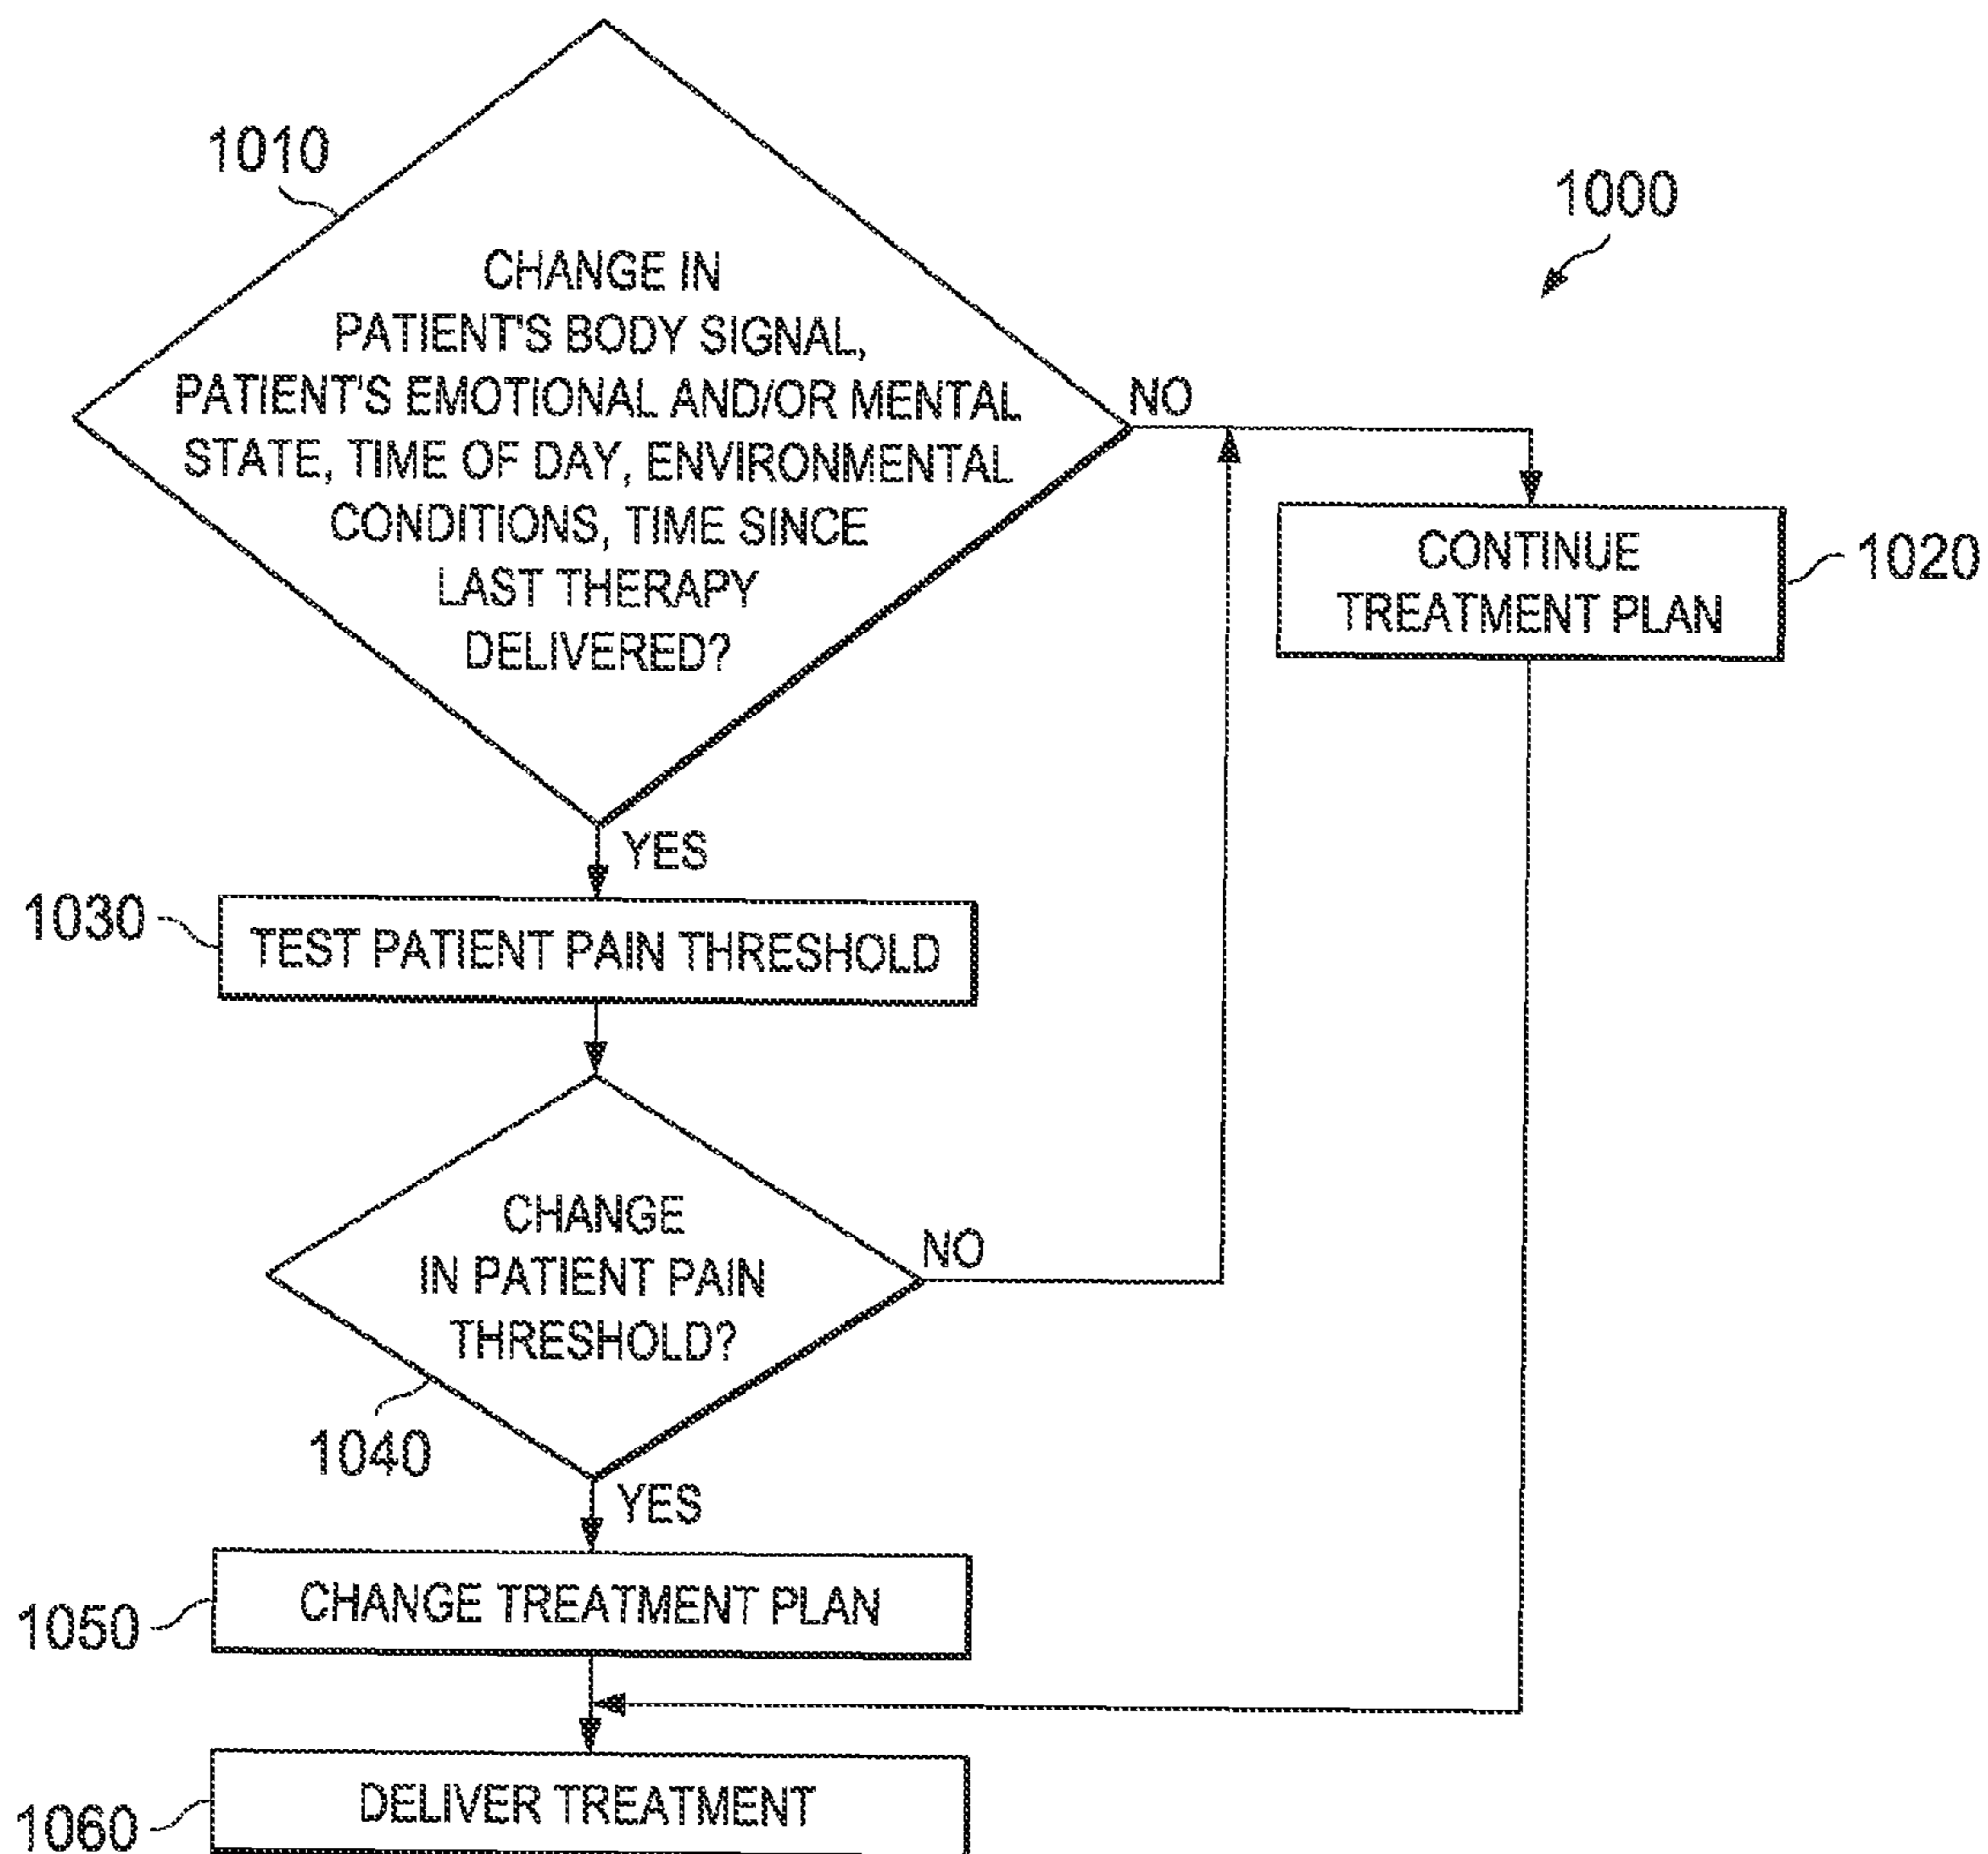 1010
1000
CHANGE IN
PATIENT'S BODY SIGNAL,
PATIENT'S EMOTIONAL AND/OR MENTAL
STATE, TIME OF DAY, ENVIRONMENTAL
CONDITIONS, TIME SINCE
LAST THERAPY
DELIVERED?
NO
CONTINUE
TREATMENT PLAN
1020
YES
1030
TEST PATIENT PAIN THRESHOLD
CHANGE
IN PATIENT PAIN
THRESHOLD?
NO
1040
YES
1050
CHANGE TREATMENT PLAN
1060
DELIVER TREATMENT